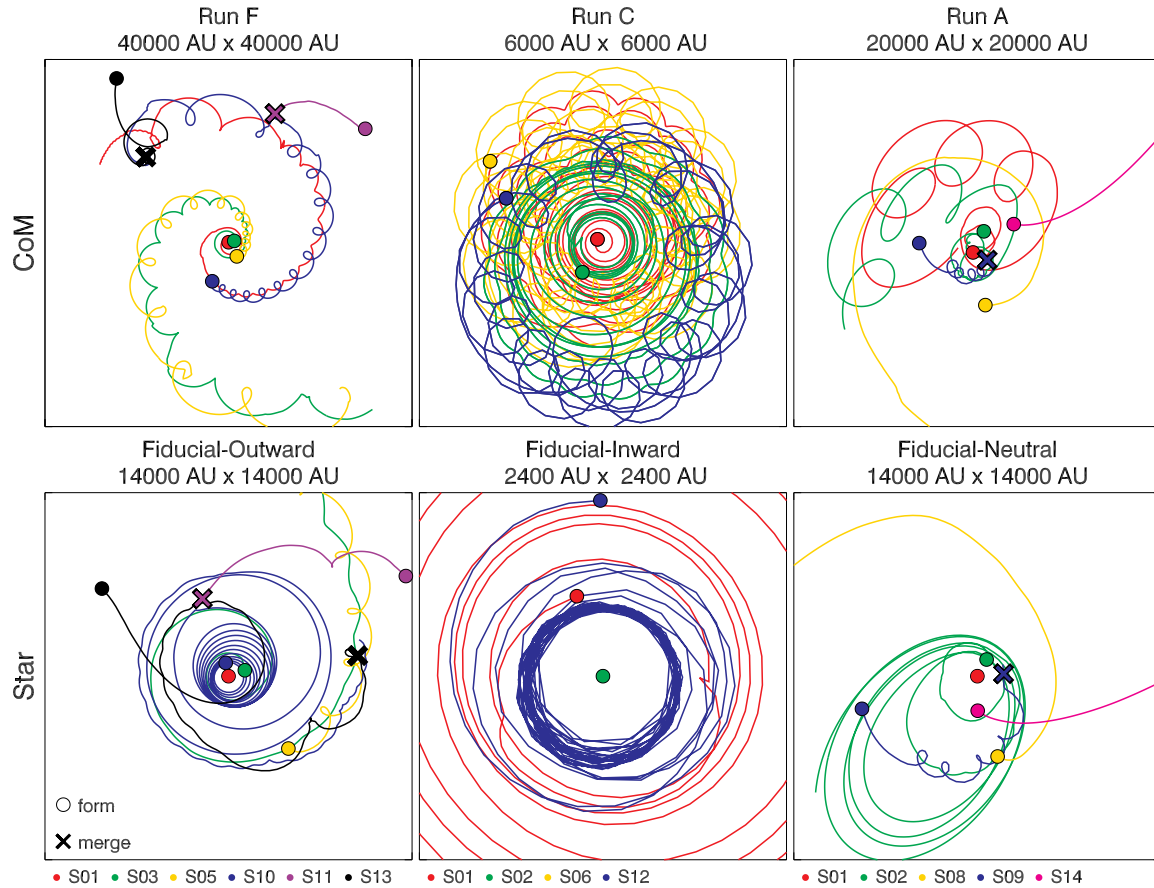 Run F
40000 AU x 40000 AU
Run C
6000 AU x 6000 AU
Run A
20000 AU x 20000 AU
CoM
Fiducial-Outward
14000 AU x 14000 AU
Fiducial-Inward
2400 AU x 2400 AU
Fiducial-Neutral
14000 AU x 14000 AU
Star
form
merge
S01 S03 S05 S10 S11 S13
S01 S02 S06 S12
S01 S02 S08 S09 S14